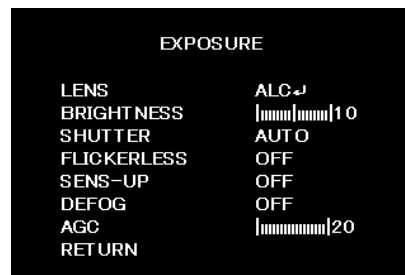 EXPOSURE
LENS ALC↵
BRIGHTNESS 10
SHUTTER AUTO
FLICKERLESS OFF
SENS-UP OFF
DEFOG OFF
AGC 20
RETURN